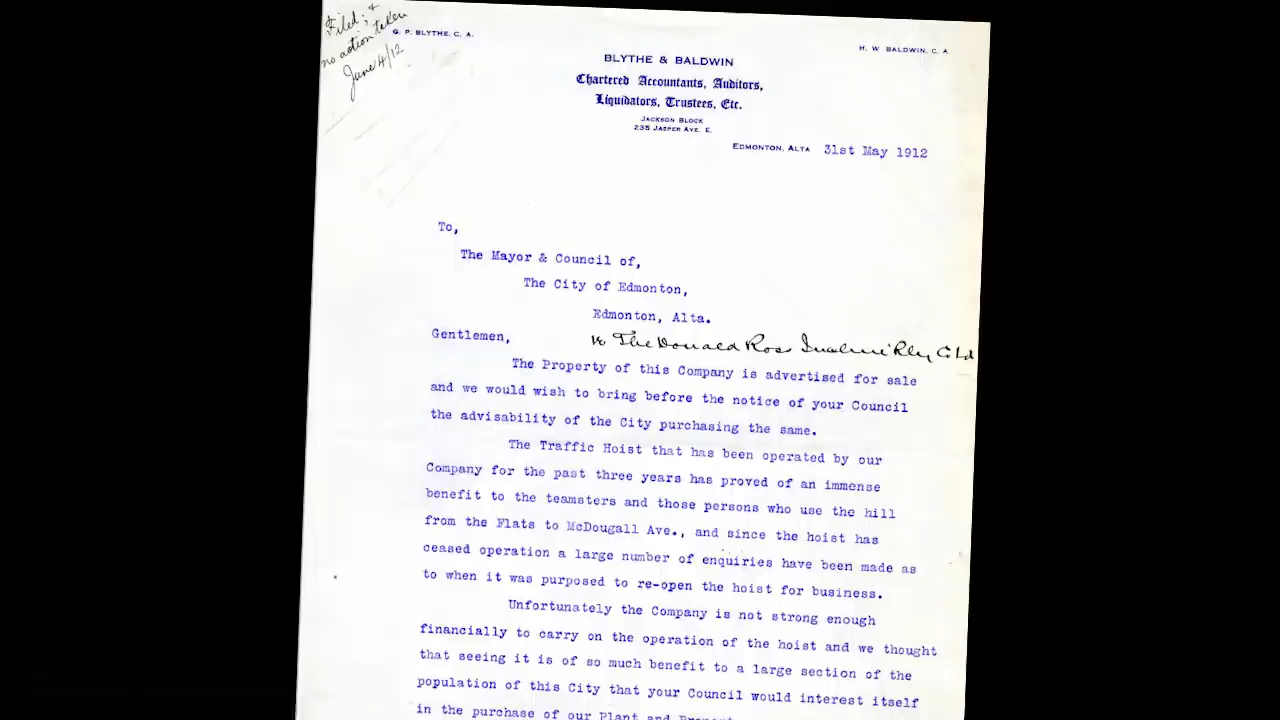 Filed; &
no action taken
June 4/12
G. P. BLYTHE, C. A.
H. W. BALDWIN, C. A.
BLYTHE & BALDWIN
Chartered Accountants, Auditors,
Liquidators, Trustees, Etc.
JACKSON BLOCK
235 JASPER AVE. E.
EDMONTON, ALTA 31st May 1912
To,
The Mayor & Council of,
The City of Edmonton,
Edmonton, Alta.
Gentlemen,
The Donald Ross Co Ltd
The Property of this Company is advertised for sale
and we would wish to bring before the notice of your Council
the advisability of the City purchasing the same.
The Traffic Hoist that has been operated by our
Company for the past three years has proved of an immense
benefit to the teamsters and those persons who use the hill
from the Flats to McDougall Ave., and since the hoist has
ceased operation a large number of enquiries have been made as
to when it was purposed to re-open the hoist for business.
Unfortunately the Company is not strong enough
financially to carry on the operation of the hoist and we thought
that seeing it is of so much benefit to a large section of the
population of this City that your Council would interest itself
in the purchase of our Plant and